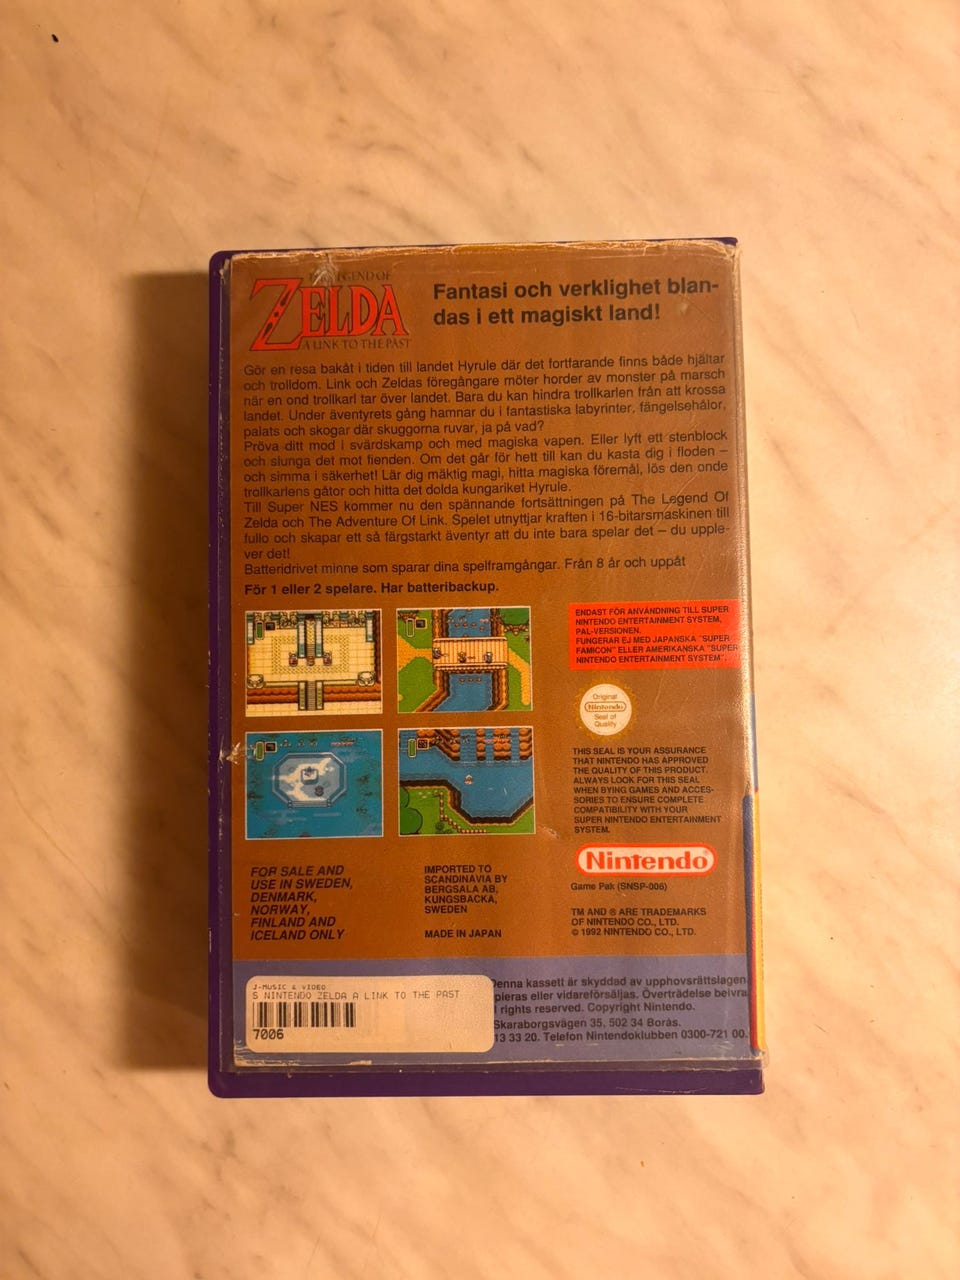 THE LEGEND OF
ZELDA
A LINK TO THE PAST
Fantasi och verklighet blan-
das i ett magiskt land!
Gör en resa bakåt i tiden till landet Hyrule där det fortfarande finns både hjältar
och trolldom. Link och Zeldas föregångare möter horder av monster på marsch
när en ond trollkarl tar över landet. Bara du kan hindra trollkarlen från att krossa
landet. Under äventyrets gång hamnar du i fantastiska labyrinter, fängelsehålor,
palats och skogar där skuggorna ruvar, ja på vad?
Pröva ditt mod i svärdskamp och med magiska vapen. Eller lyft ett stenblock
och slunga det mot fienden. Om det går för hett till kan du kasta dig i floden –
och simma i säkerhet! Lär dig mäktig magi, hitta magiska föremål, lös den onde
trollkarlens gåtor och hitta det dolda kungariket Hyrule.
Till Super NES kommer nu den spännande fortsättningen på The Legend Of
Zelda och The Adventure Of Link. Spelet utnyttjar kraften i 16-bitarsmaskinen till
fullo och skapar ett så färgstarkt äventyr att du inte bara spelar det – du upple-
ver det!
Batteridrivet minne som sparar dina spelframgångar. Från 8 år och uppåt
För 1 eller 2 spelare. Har batteribackup.
ENDAST FÖR ANVÄNDNING TILL SUPER
NINTENDO ENTERTAINMENT SYSTEM,
PAL-VERSIONEN.
FUNGERAR EJ MED JAPANSKA "SUPER
FAMICON" ELLER AMERIKANSKA "SUPER
NINTENDO ENTERTAINMENT SYSTEM".
Original
Nintendo
Seal of
Quality
THIS SEAL IS YOUR ASSURANCE
THAT NINTENDO HAS APPROVED
THE QUALITY OF THIS PRODUCT.
ALWAYS LOOK FOR THIS SEAL
WHEN BYING GAMES AND ACCES-
SORIES TO ENSURE COMPLETE
COMPATIBILITY WITH YOUR
SUPER NINTENDO ENTERTAINMENT
SYSTEM.
Nintendo®
Game Pak (SNSP-006)
TM AND ® ARE TRADEMARKS
OF NINTENDO CO., LTD.
© 1992 NINTENDO CO., LTD.
FOR SALE AND
USE IN SWEDEN,
DENMARK,
NORWAY,
FINLAND AND
ICELAND ONLY
IMPORTED TO
SCANDINAVIA BY
BERGSALA AB,
KUNGSBACKA,
SWEDEN
MADE IN JAPAN
J-MUSIC & VIDEO
S NINTENDO ZELDA A LINK TO THE PAST
7006
Denna kassett är skyddad av upphovsrättslagen
pieras eller vidareförsäljas. Överträdelse beivra
rights reserved. Copyright Nintendo.
Skaraborgsvägen 35, 502 34 Borås.
13 33 20. Telefon Nintendoklubben 0300-721 00.